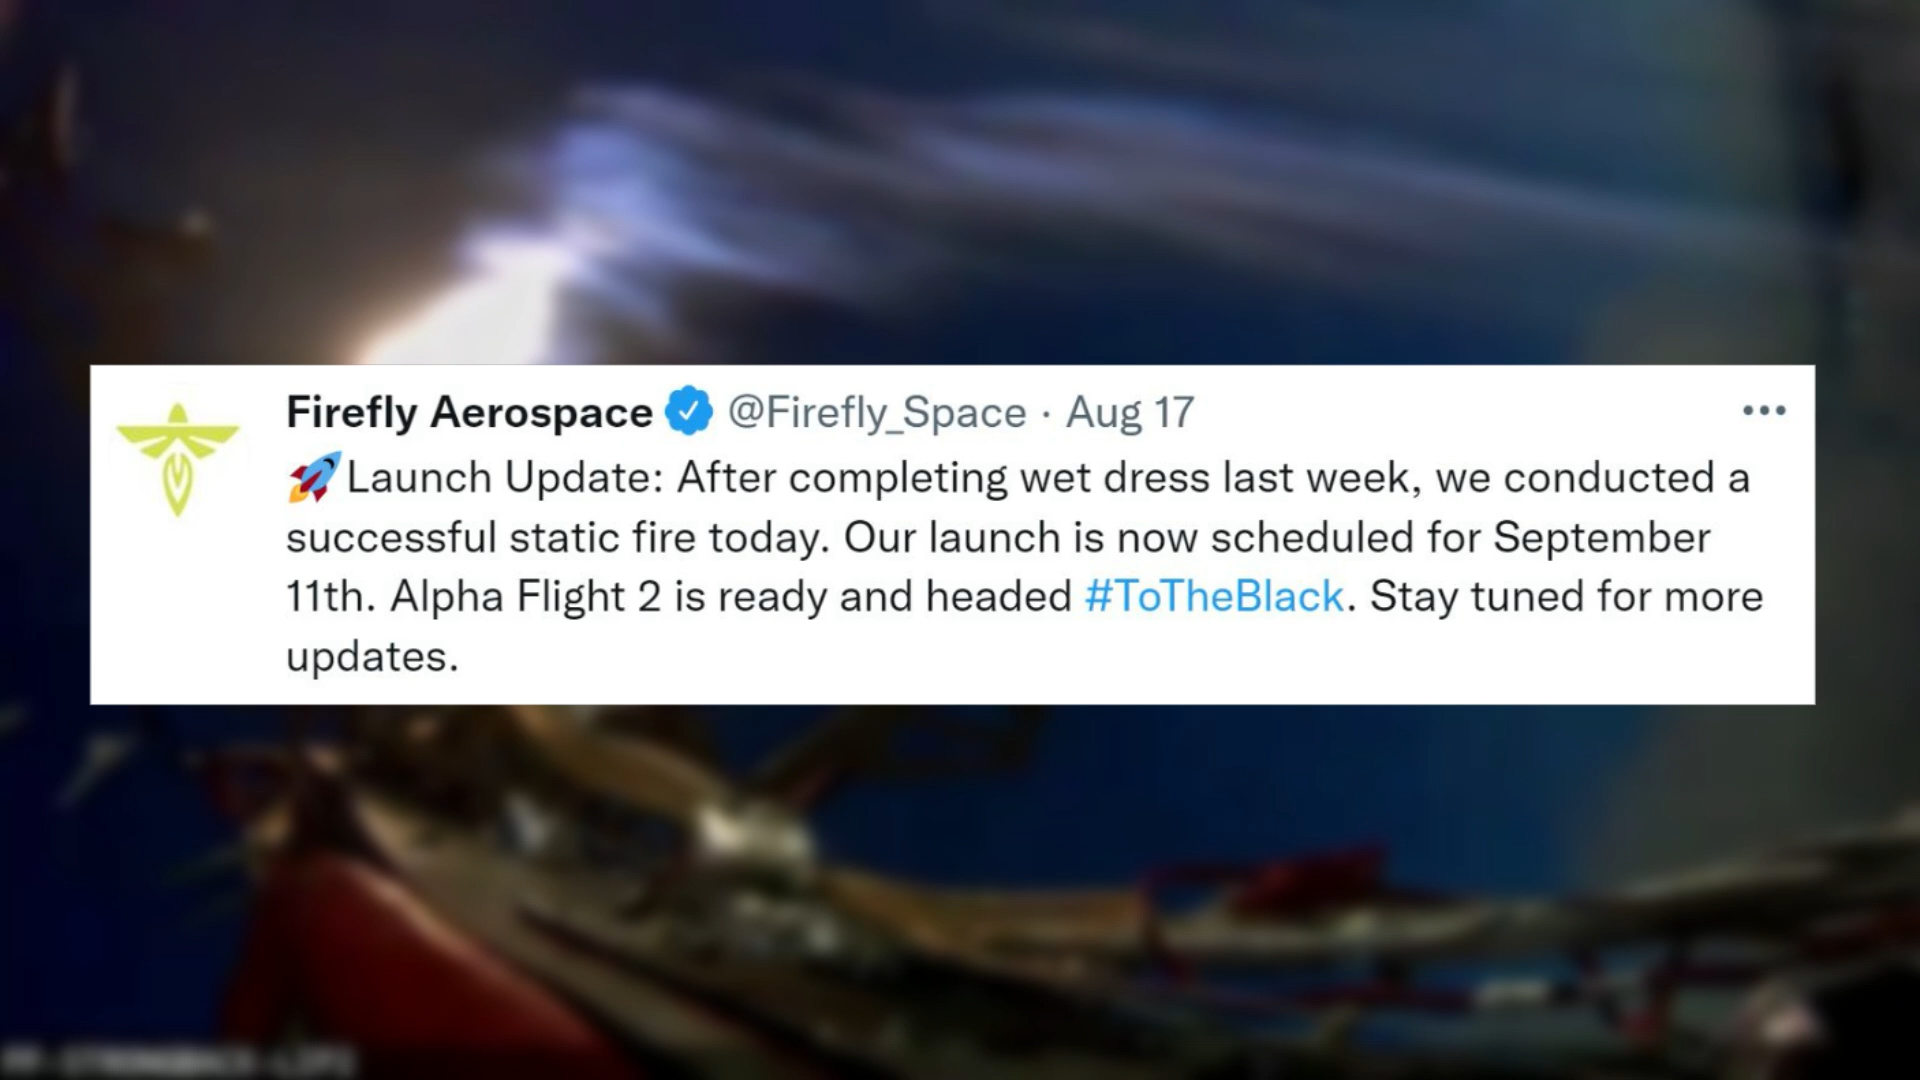 Firefly Aerospace @Firefly_Space · Aug 17
🚀Launch Update: After completing wet dress last week, we conducted a
successful static fire today. Our launch is now scheduled for September
11th. Alpha Flight 2 is ready and headed #ToTheBlack. Stay tuned for more
updates.